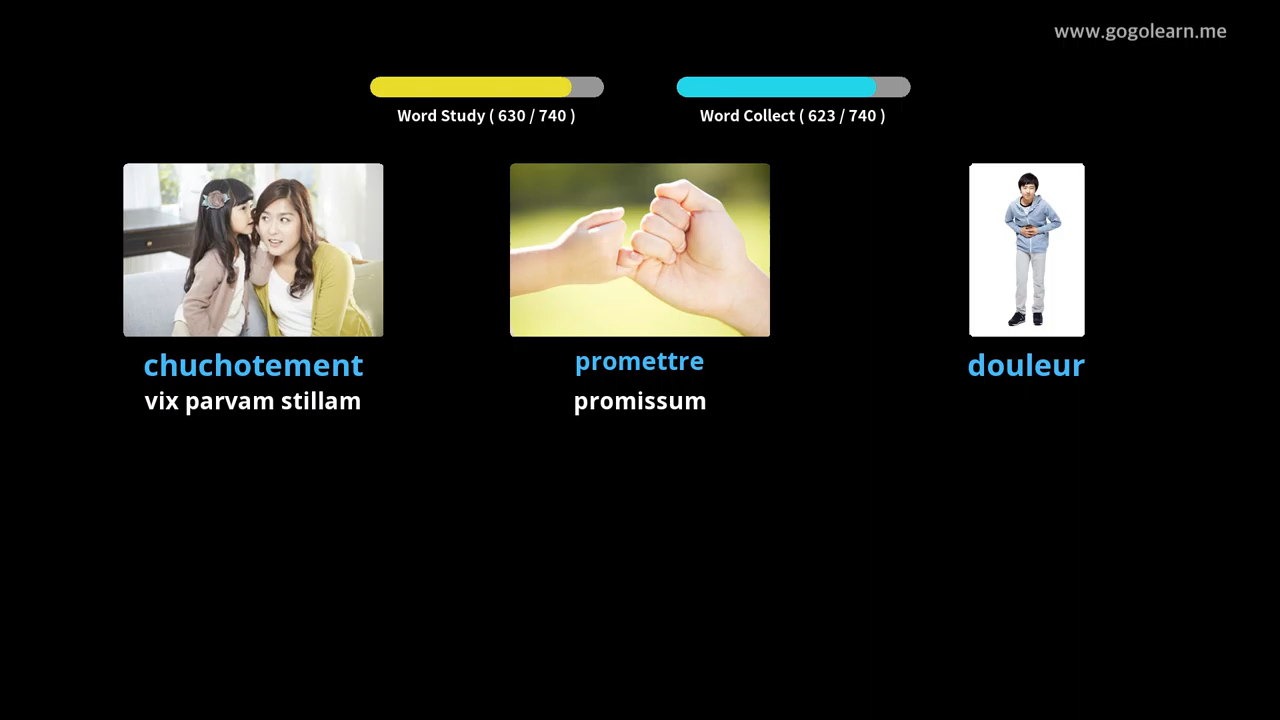 www.gogolearn.me
Word Study ( 630 / 740 )
Word Collect ( 623 / 740 )
chuchotement
vix parvam stillam
promettre
promissum
douleur